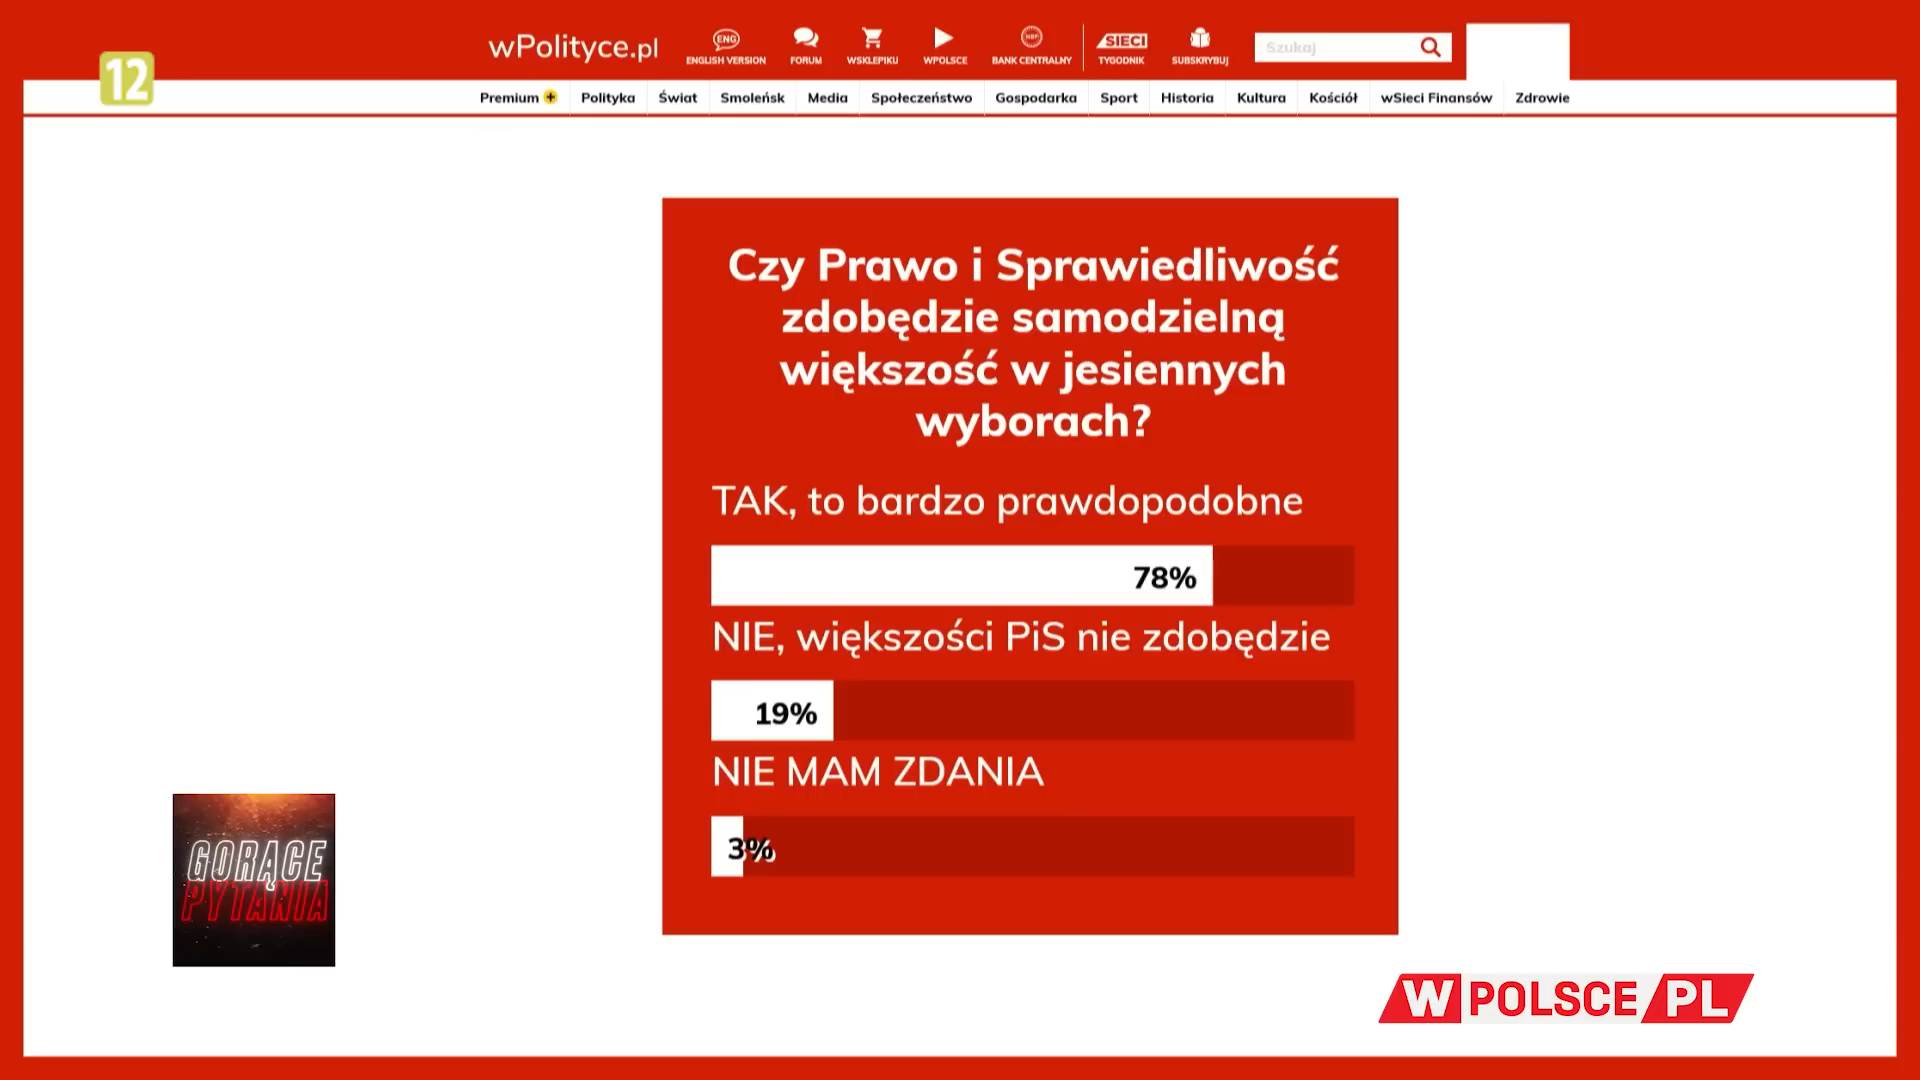 12
wPolityce.pl
ENG
ENGLISH VERSION
FORUM
WSKLEPIKU
WPOLSCE
NBP
BANK CENTRALNY
SIECI
TYGODNIK
SUBSKRYBUJ
Szukaj
Premium + Polityka Świat Smoleńsk Media Społeczeństwo Gospodarka Sport Historia Kultura Kościół wSieci Finansów Zdrowie
Czy Prawo i Sprawiedliwość
zdobędzie samodzielną
większość w jesiennych
wyborach?
TAK, to bardzo prawdopodobne
78%
NIE, większości PiS nie zdobędzie
19%
NIE MAM ZDANIA
3%
GORĄCE
PYTANIA
W POLSCE PL